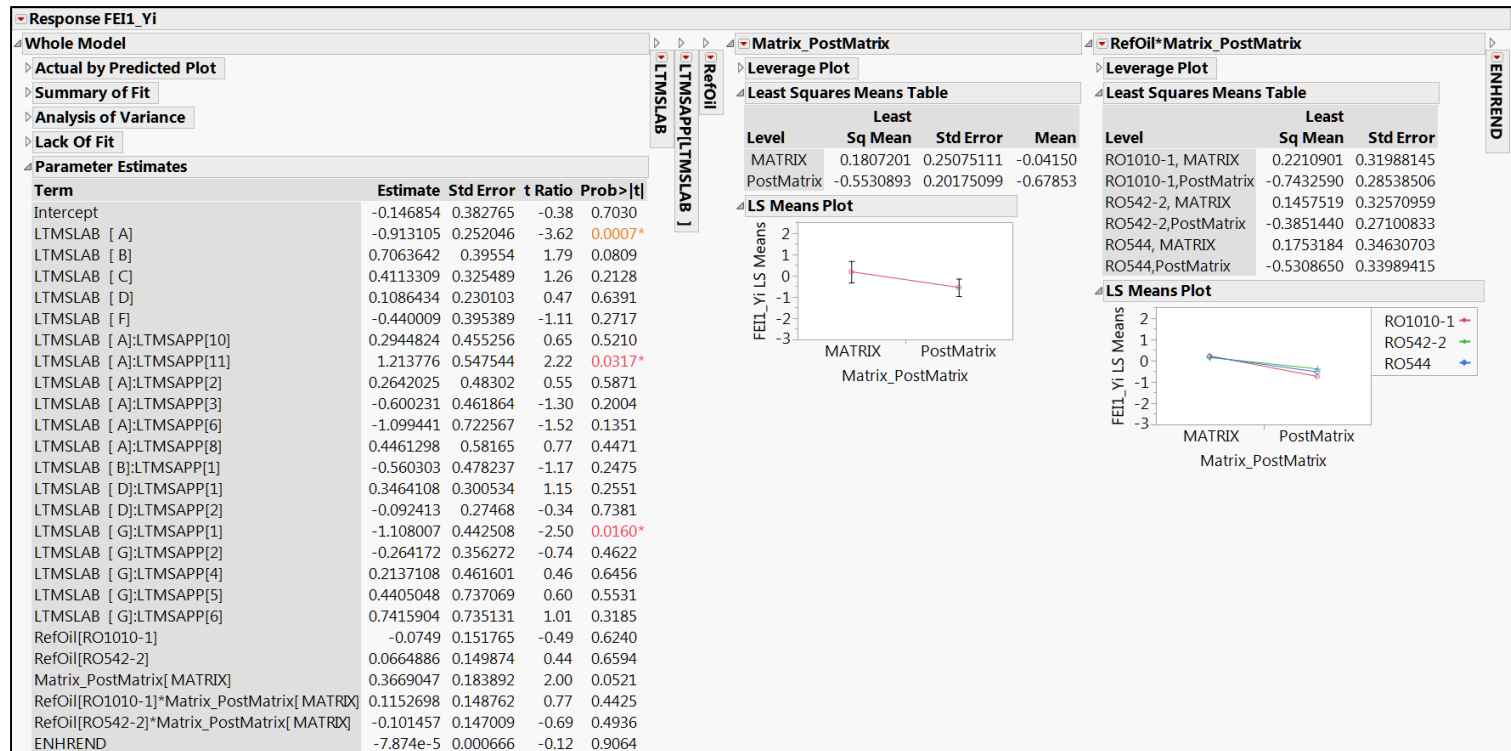 Response FEI1_Yi
Whole Model
Actual by Predicted Plot
Summary of Fit
Analysis of Variance
Lack Of Fit
Parameter Estimates
Term Estimate Std Error t Ratio Prob>|t|
Intercept -0.146854 0.382765 -0.38 0.7030
LTMSLAB [ A] -0.913105 0.252046 -3.62 0.0007*
LTMSLAB [ B] 0.7063642 0.39554 1.79 0.0809
LTMSLAB [ C] 0.4113309 0.325489 1.26 0.2128
LTMSLAB [ D] 0.1086434 0.230103 0.47 0.6391
LTMSLAB [ F] -0.440009 0.395389 -1.11 0.2717
LTMSLAB [ A]:LTMSAPP[10] 0.2944824 0.455256 0.65 0.5210
LTMSLAB [ A]:LTMSAPP[11] 1.213776 0.547544 2.22 0.0317*
LTMSLAB [ A]:LTMSAPP[2] 0.2642025 0.48302 0.55 0.5871
LTMSLAB [ A]:LTMSAPP[3] -0.600231 0.461864 -1.30 0.2004
LTMSLAB [ A]:LTMSAPP[6] -1.099441 0.722567 -1.52 0.1351
LTMSLAB [ A]:LTMSAPP[8] 0.4461298 0.58165 0.77 0.4471
LTMSLAB [ B]:LTMSAPP[1] -0.560303 0.478237 -1.17 0.2475
LTMSLAB [ D]:LTMSAPP[1] 0.3464108 0.300534 1.15 0.2551
LTMSLAB [ D]:LTMSAPP[2] -0.092413 0.27468 -0.34 0.7381
LTMSLAB [ G]:LTMSAPP[1] -1.108007 0.442508 -2.50 0.0160*
LTMSLAB [ G]:LTMSAPP[2] -0.264172 0.356272 -0.74 0.4622
LTMSLAB [ G]:LTMSAPP[4] 0.2137108 0.461601 0.46 0.6456
LTMSLAB [ G]:LTMSAPP[5] 0.4405048 0.737069 0.60 0.5531
LTMSLAB [ G]:LTMSAPP[6] 0.7415904 0.735131 1.01 0.3185
RefOil[RO1010-1] -0.0749 0.151765 -0.49 0.6240
RefOil[RO542-2] 0.0664886 0.149874 0.44 0.6594
Matrix_PostMatrix[ MATRIX] 0.3669047 0.183892 2.00 0.0521
RefOil[RO1010-1]*Matrix_PostMatrix[ MATRIX] 0.1152698 0.148762 0.77 0.4425
RefOil[RO542-2]*Matrix_PostMatrix[ MATRIX] -0.101457 0.147009 -0.69 0.4936
ENHREND -7.874e-5 0.000666 -0.12 0.9064
LTMSLAB
LTMSAPP[LTMSLAB ]
RefOil
Matrix_PostMatrix
Leverage Plot
Least Squares Means Table
Least
Level Sq Mean Std Error Mean
MATRIX 0.1807201 0.25075111 -0.04150
PostMatrix -0.5530893 0.20175099 -0.67853
LS Means Plot
FEI1_Yi LS Means
2
1
0
-1
-2
-3
MATRIX PostMatrix
Matrix_PostMatrix
RefOil*Matrix_PostMatrix
Leverage Plot
Least Squares Means Table
Least
Level Sq Mean Std Error
RO1010-1, MATRIX 0.2210901 0.31988145
RO1010-1,PostMatrix -0.7432590 0.28538506
RO542-2, MATRIX 0.1457519 0.32570959
RO542-2,PostMatrix -0.3851440 0.27100833
RO544, MATRIX 0.1753184 0.34630703
RO544,PostMatrix -0.5308650 0.33989415
LS Means Plot
FEI1_Yi LS Means
2
1
0
-1
-2
-3
MATRIX PostMatrix
Matrix_PostMatrix
RO1010-1
RO542-2
RO544
ENHREND